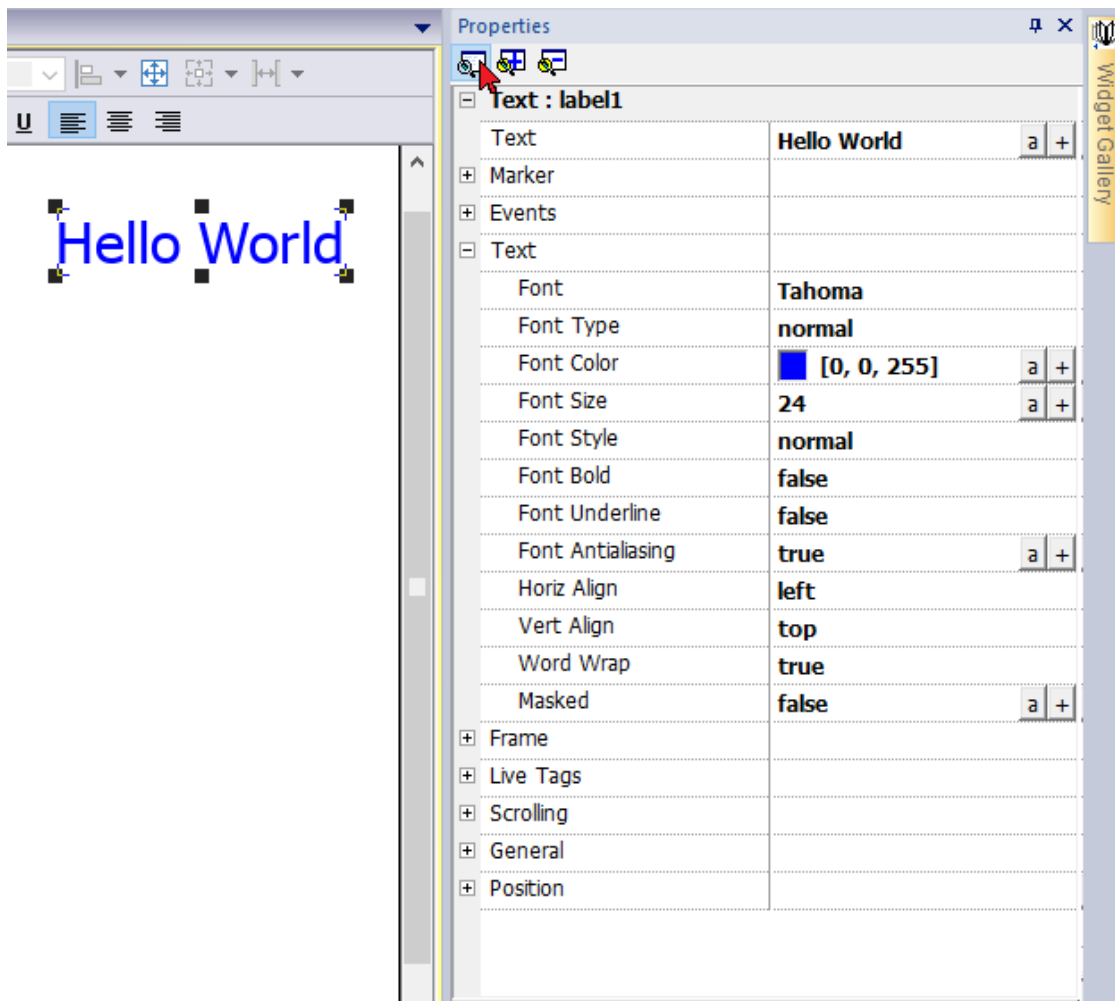 Properties
Widget Gallery
U
Hello World
Text : label1
Text Hello World a +
Marker
Events
Text
Font Tahoma
Font Type normal
Font Color [0, 0, 255] a +
Font Size 24 a +
Font Style normal
Font Bold false
Font Underline false
Font Antialiasing true a +
Horiz Align left
Vert Align top
Word Wrap true
Masked false a +
Frame
Live Tags
Scrolling
General
Position